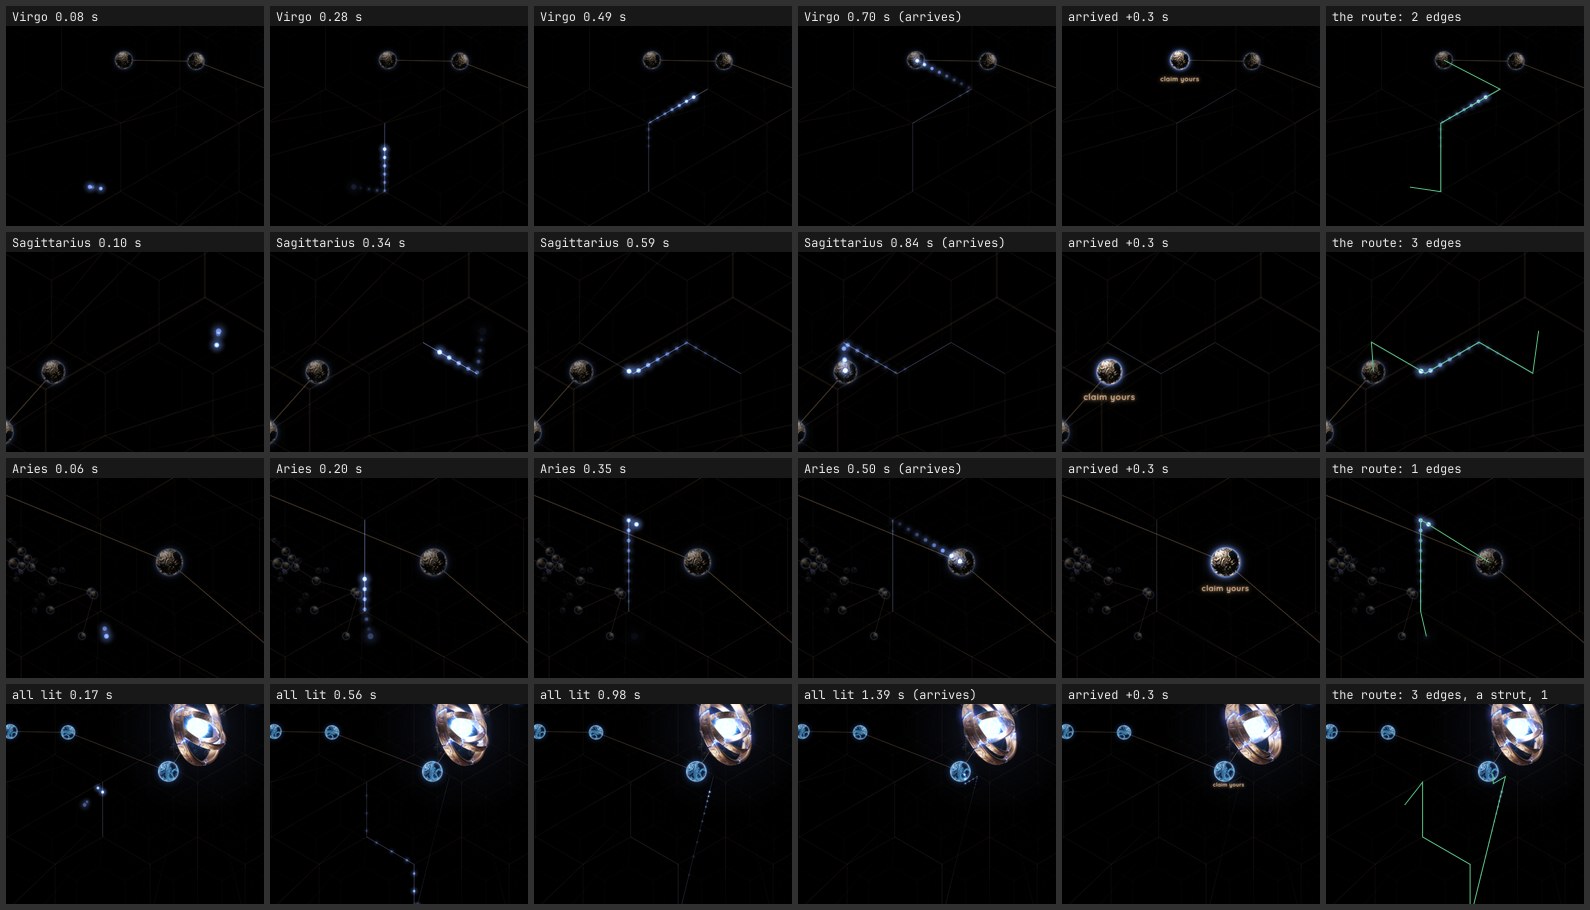 Virgo 0.08 s
Virgo 0.28 s
Virgo 0.49 s
Virgo 0.70 s (arrives)
arrived +0.3 s
the route: 2 edges
claim yours
Sagittarius 0.10 s
Sagittarius 0.34 s
Sagittarius 0.59 s
Sagittarius 0.84 s (arrives)
arrived +0.3 s
the route: 3 edges
claim yours
Aries 0.06 s
Aries 0.20 s
Aries 0.35 s
Aries 0.50 s (arrives)
arrived +0.3 s
the route: 1 edges
claim yours
all lit 0.17 s
all lit 0.56 s
all lit 0.98 s
all lit 1.39 s (arrives)
arrived +0.3 s
the route: 3 edges, a strut, 1
claim yours